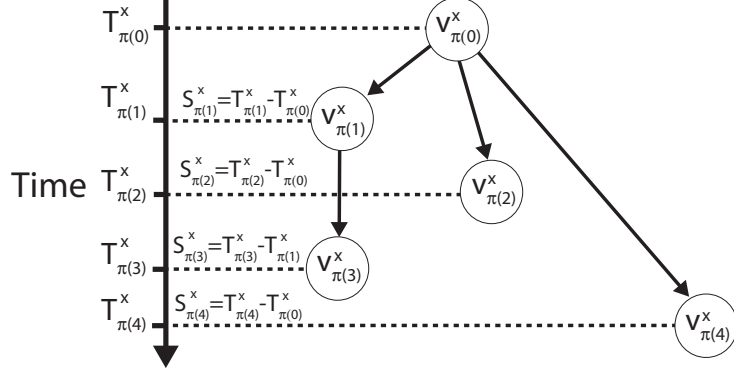 T^x_π(0) V^x_π(0)
T^x_π(1) S^x_π(1)=T^x_π(1)-T^x_π(0) V^x_π(1)
Time T^x_π(2) S^x_π(2)=T^x_π(2)-T^x_π(0) V^x_π(2)
T^x_π(3) S^x_π(3)=T^x_π(3)-T^x_π(1) V^x_π(3)
T^x_π(4) S^x_π(4)=T^x_π(4)-T^x_π(0) V^x_π(4)